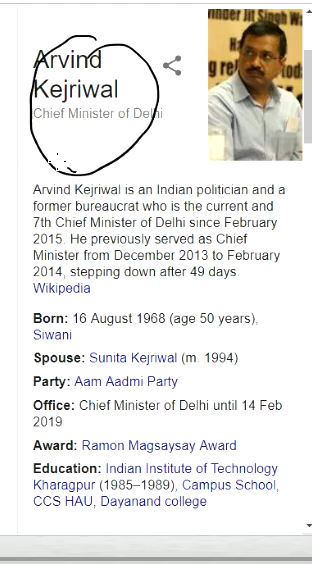 inder Jit Singh W
Arvind
Kejriwal
Chief Minister of Delhi
Arvind Kejriwal is an Indian politician and a
former bureaucrat who is the current and
7th Chief Minister of Delhi since February
2015. He previously served as Chief
Minister from December 2013 to February
2014, stepping down after 49 days.
Wikipedia
Born: 16 August 1968 (age 50 years),
Siwani
Spouse: Sunita Kejriwal (m. 1994)
Party: Aam Aadmi Party
Office: Chief Minister of Delhi until 14 Feb
2019
Award: Ramon Magsaysay Award
Education: Indian Institute of Technology
Kharagpur (1985–1989), Campus School,
CCS HAU, Dayanand college